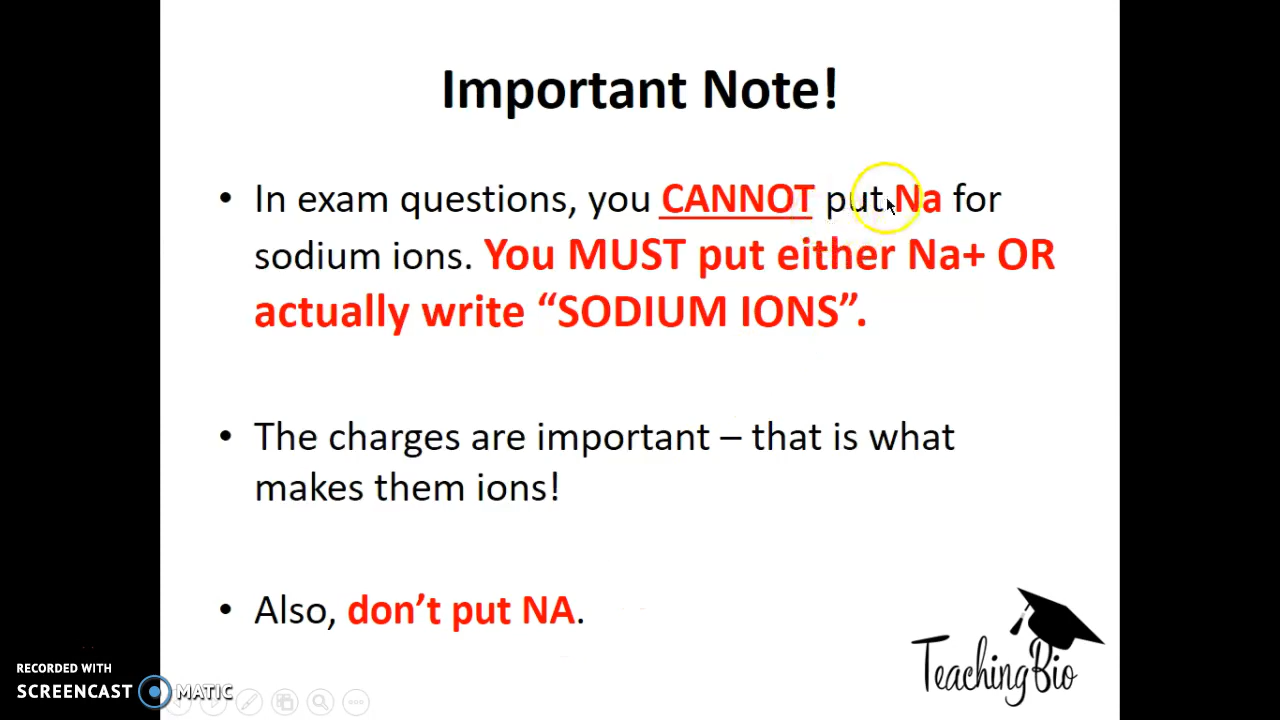 Important Note!
• In exam questions, you CANNOT put Na for
sodium ions. You MUST put either Na+ OR
actually write “SODIUM IONS”.
• The charges are important – that is what
makes them ions!
• Also, don’t put NA.
TeachingBio
RECORDED WITH
SCREENCAST MATIC